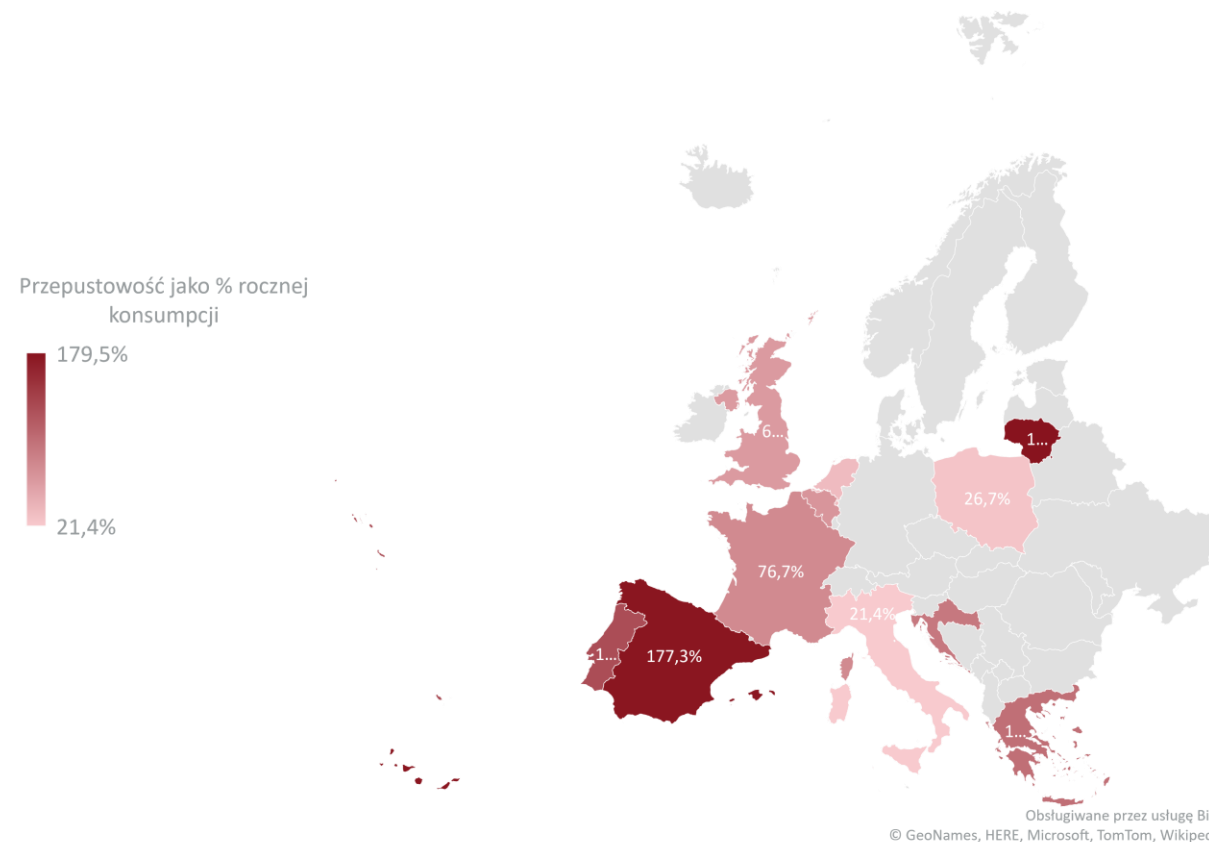 Przepustowość jako % rocznej
konsumpcji
179,5%
21,4%
6...
1...
26,7%
76,7%
21,4%
1...
177,3%
1...
Obsługiwane przez usługę Bi
© GeoNames, HERE, Microsoft, TomTom, Wikiped